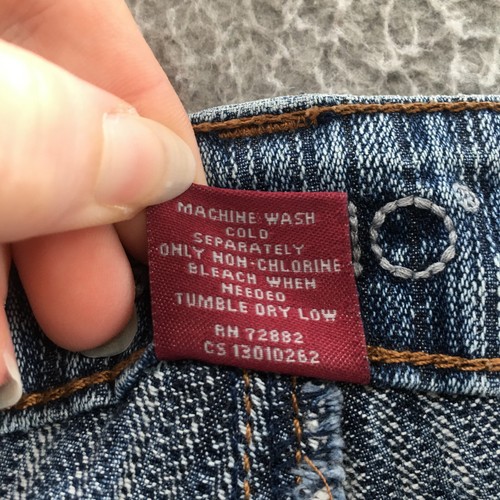 MACHINE WASH
COLD
SEPARATELY
ONLY NON-CHLORINE
BLEACH WHEN
NEEDED
TUMBLE DRY LOW
RN 72882
CS 13010262